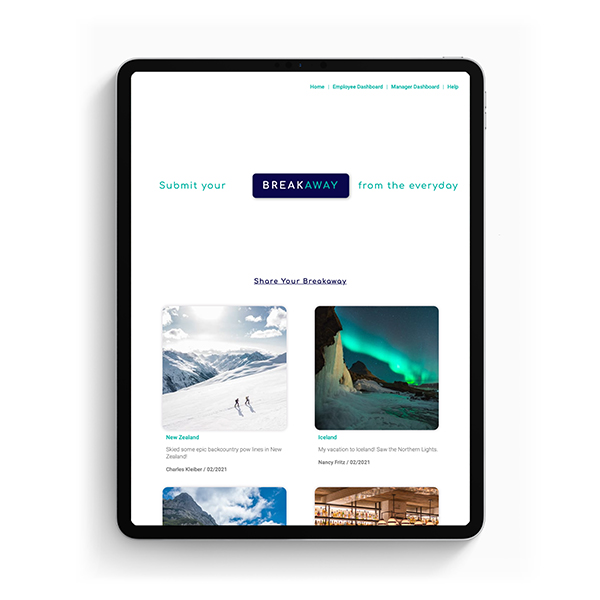 Home | Employee Dashboard | Manager Dashboard | Help
Submit your BREAKAWAY from the everyday
Share Your Breakaway
New Zealand
Skied some epic backcountry pow lines in New
Zealand!
Charles Kleiber / 02/2021
Iceland
My vacation to Iceland! Saw the Northern Lights.
Nancy Fritz / 02/2021